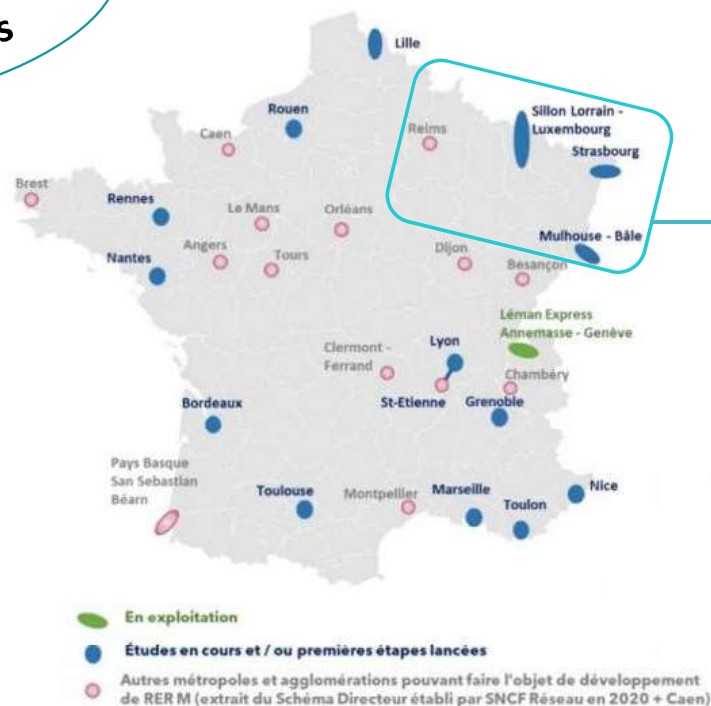 s
Lille
Sillon Lorrain -
Luxembourg
Rouen
Reims
Caen
Strasbourg
Brest
Rennes
Le Mans
Orléans
Mulhouse - Bâle
Angers
Tours
Dijon
Besançon
Nantes
Léman Express
Annemasse - Genève
Clermont -
Ferrand
Lyon
Chambéry
St-Etienne
Grenoble
Bordeaux
Pays Basque
San Sebastian
Béarn
Toulouse
Montpellier
Marseille
Nice
Toulon
En exploitation
Études en cours et / ou premières étapes lancées
Autres métropoles et agglomérations pouvant faire l'objet de développement
de RER M (extrait du Schéma Directeur établi par SNCF Réseau en 2020 + Caen)